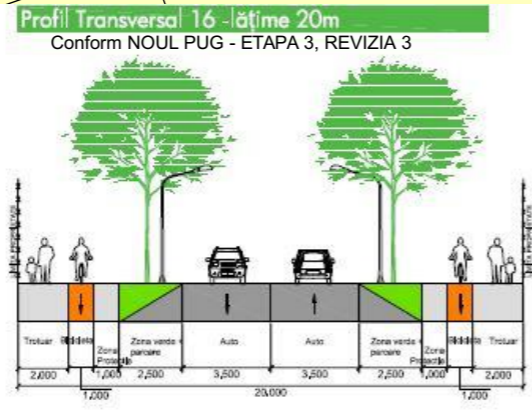 Profil Transversal 16 -lățime 20m
Conform NOUL PUG - ETAPA 3, REVIZIA 3
Trotuar Bicicleta Zona Protecție Zona verde + parcare Auto Auto Zona verde + parcare Zona Protecție Bicicleta Trotuar
2,000 1,000 2,500 3,500 3,500 2,500 1,000 2,000
1,000 20,000 1,000